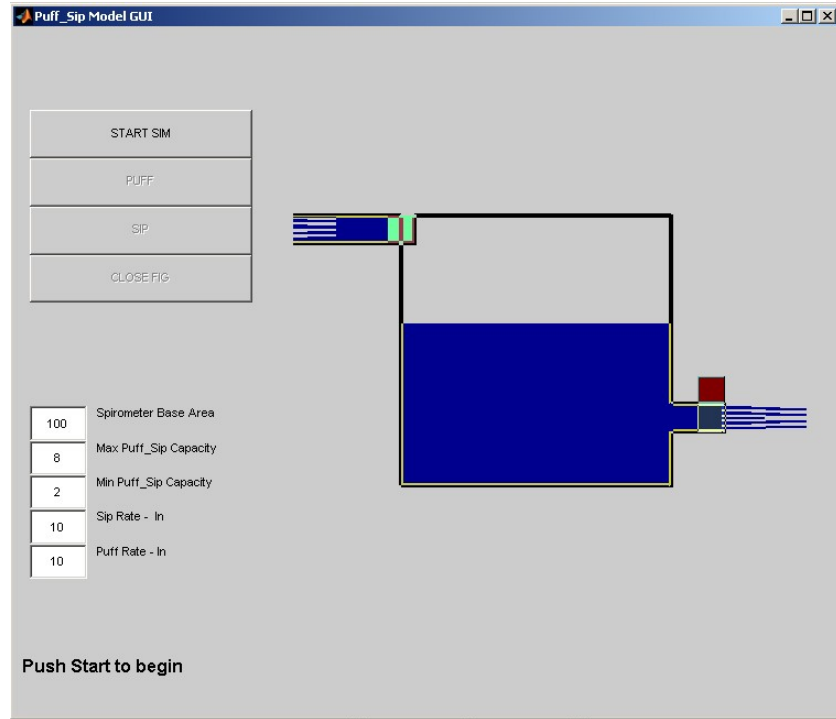 Puff_Sip Model GUI
START SIM
PUFF
SIP
CLOSE FIG
100 Spirometer Base Area
8 Max Puff_Sip Capacity
2 Min Puff_Sip Capacity
10 Sip Rate - In
10 Puff Rate - In
Push Start to begin